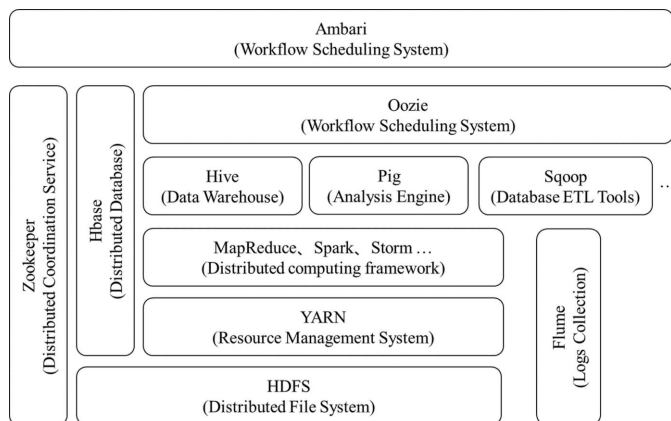 Ambari
(Workflow Scheduling System)
Zookeeper
(Distributed Coordination Service)
Hbase
(Distributed Database)
Oozie
(Workflow Scheduling System)
Hive
(Data Warehouse)
Pig
(Analysis Engine)
Sqoop
(Database ETL Tools)
...
MapReduce、Spark、Storm ...
(Distributed computing framework)
YARN
(Resource Management System)
Flume
(Logs Collection)
HDFS
(Distributed File System)